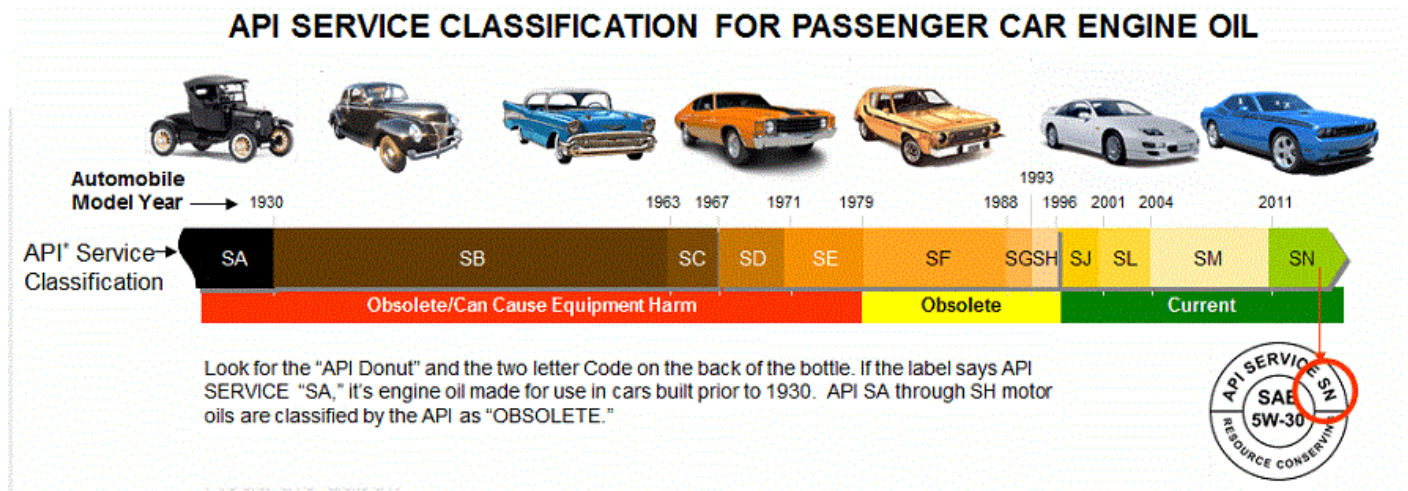 API SERVICE CLASSIFICATION FOR PASSENGER CAR ENGINE OIL
1993
Automobile
Model Year
1930 1963 1967 1971 1979 1988 1996 2001 2004 2011
API* Service
Classification
SA SB SC SD SE SF SG SH SJ SL SM SN
Obsolete/Can Cause Equipment Harm Obsolete Current
Look for the “API Donut” and the two letter Code on the back of the bottle. If the label says API
SERVICE “SA,” it’s engine oil made for use in cars built prior to 1930. API SA through SH motor
oils are classified by the API as “OBSOLETE.”
API SERVICE SN
SAE
5W-30
RESOURCE CONSERVING